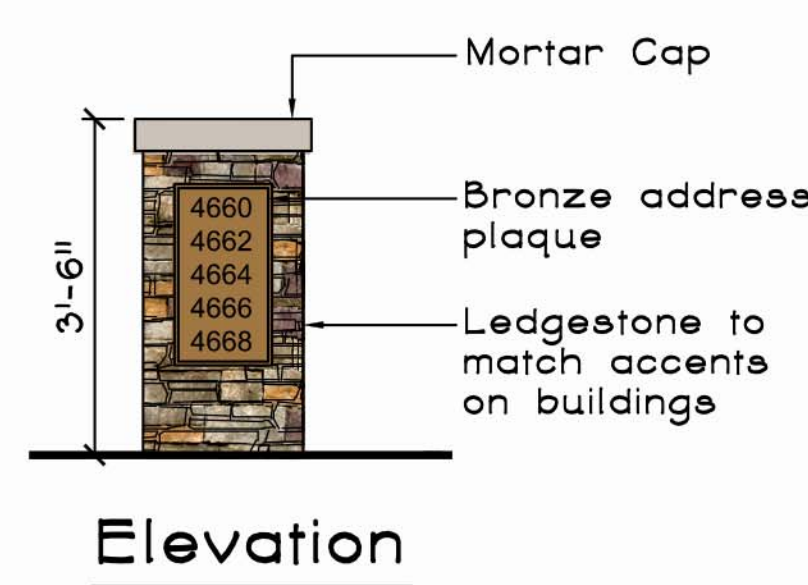 Mortar Cap
Bronze address
plaque
4660
4662
4664
4666
4668
3'-6"
Ledgestone to
match accents
on buildings
Elevation